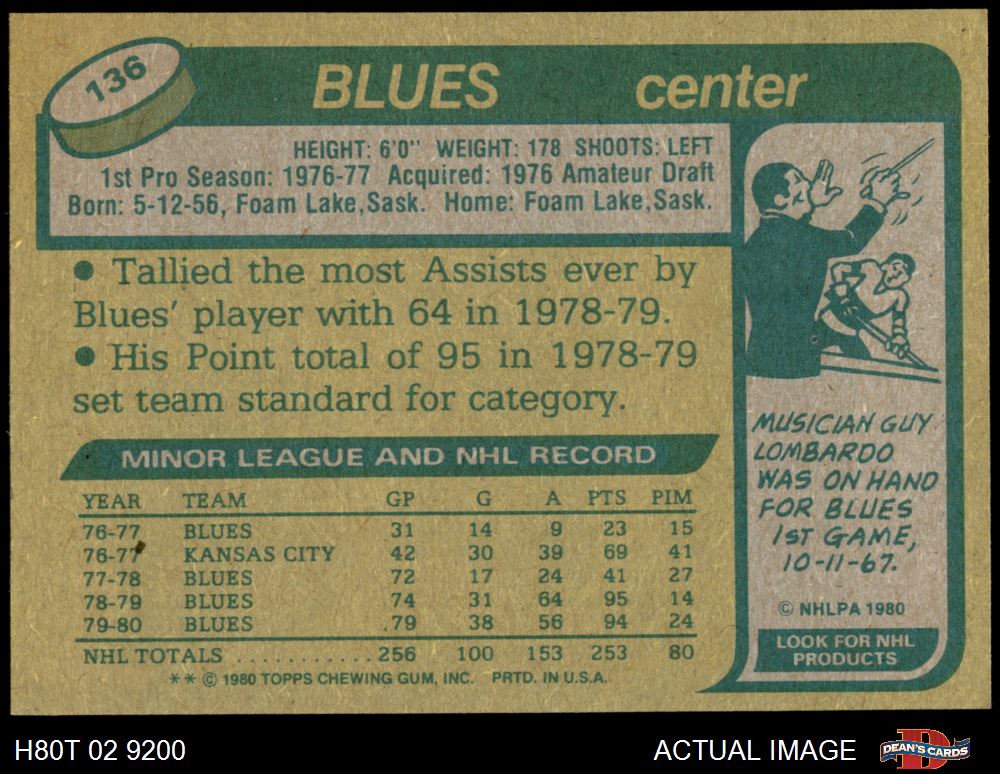 136
BLUES center
HEIGHT: 6'0" WEIGHT: 178 SHOOTS: LEFT
1st Pro Season: 1976-77 Acquired: 1976 Amateur Draft
Born: 5-12-56, Foam Lake, Sask. Home: Foam Lake, Sask.
• Tallied the most Assists ever by
Blues' player with 64 in 1978-79.
• His Point total of 95 in 1978-79
set team standard for category.
MINOR LEAGUE AND NHL RECORD
YEAR TEAM GP G A PTS PIM
76-77 BLUES 31 14 9 23 15
76-77 KANSAS CITY 42 30 39 69 41
77-78 BLUES 72 17 24 41 27
78-79 BLUES 74 31 64 95 14
79-80 BLUES .79 38 56 94 24
NHL TOTALS ............ 256 100 153 253 80
** © 1980 TOPPS CHEWING GUM, INC. PRTD. IN U.S.A.
MUSICIAN GUY
LOMBARDO
WAS ON HAND
FOR BLUES
1ST GAME,
10-11-67.
© NHLPA 1980
LOOK FOR NHL
PRODUCTS
H80T 02 9200
ACTUAL IMAGE
D
DEAN'S CARDS